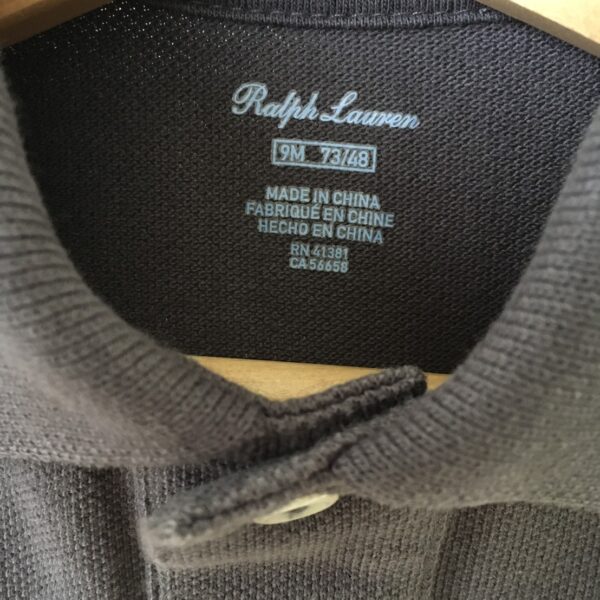 Ralph Lauren
9M 73/48
MADE IN CHINA
FABRIQUÉ EN CHINE
HECHO EN CHINA
RN 41381
CA 56658